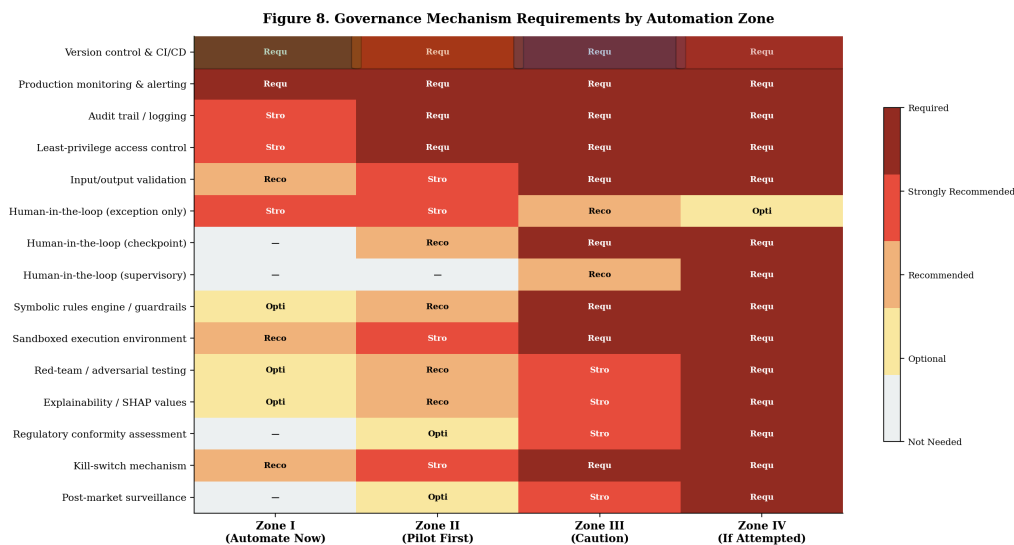 Figure 8. Governance Mechanism Requirements by Automation Zone
Version control & CI/CD Requ Requ Requ Requ
Production monitoring & alerting Requ Requ Requ Requ
Audit trail / logging Stro Requ Requ Requ
Least-privilege access control Stro Requ Requ Requ
Input/output validation Reco Stro Requ Requ
Human-in-the-loop (exception only) Stro Stro Reco Opti
Human-in-the-loop (checkpoint) — Reco Requ Requ
Human-in-the-loop (supervisory) — — Reco Requ
Symbolic rules engine / guardrails Opti Reco Requ Requ
Sandboxed execution environment Reco Stro Requ Requ
Red-team / adversarial testing Opti Reco Stro Requ
Explainability / SHAP values Opti Reco Stro Requ
Regulatory conformity assessment — Opti Stro Requ
Kill-switch mechanism Reco Stro Requ Requ
Post-market surveillance — Opti Stro Requ
Zone I Zone II Zone III Zone IV
(Automate Now) (Pilot First) (Caution) (If Attempted)
Required
Strongly Recommended
Recommended
Optional
Not Needed